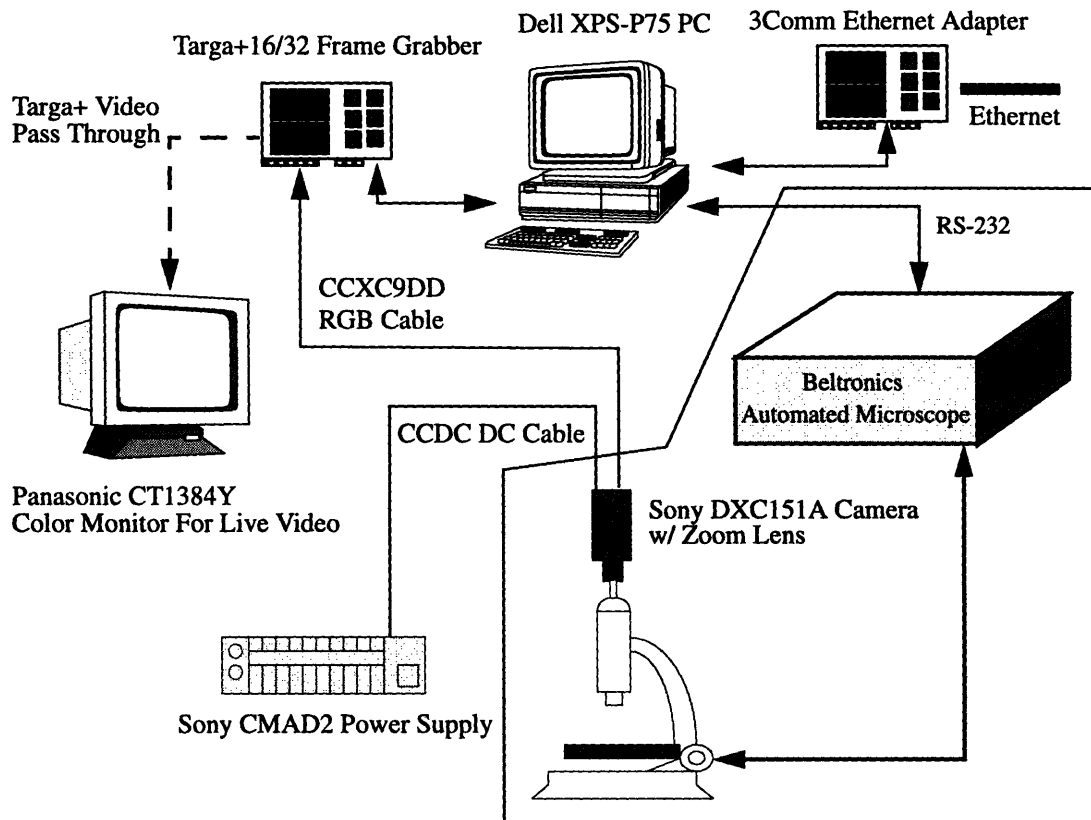 Dell XPS-P75 PC
3Comm Ethernet Adapter
Targa+16/32 Frame Grabber
Targa+ Video
Pass Through
Ethernet
RS-232
CCXC9DD
RGB Cable
Beltronics
Automated Microscope
CCDC DC Cable
Panasonic CT1384Y
Color Monitor For Live Video
Sony DXC151A Camera
w/ Zoom Lens
Sony CMAD2 Power Supply